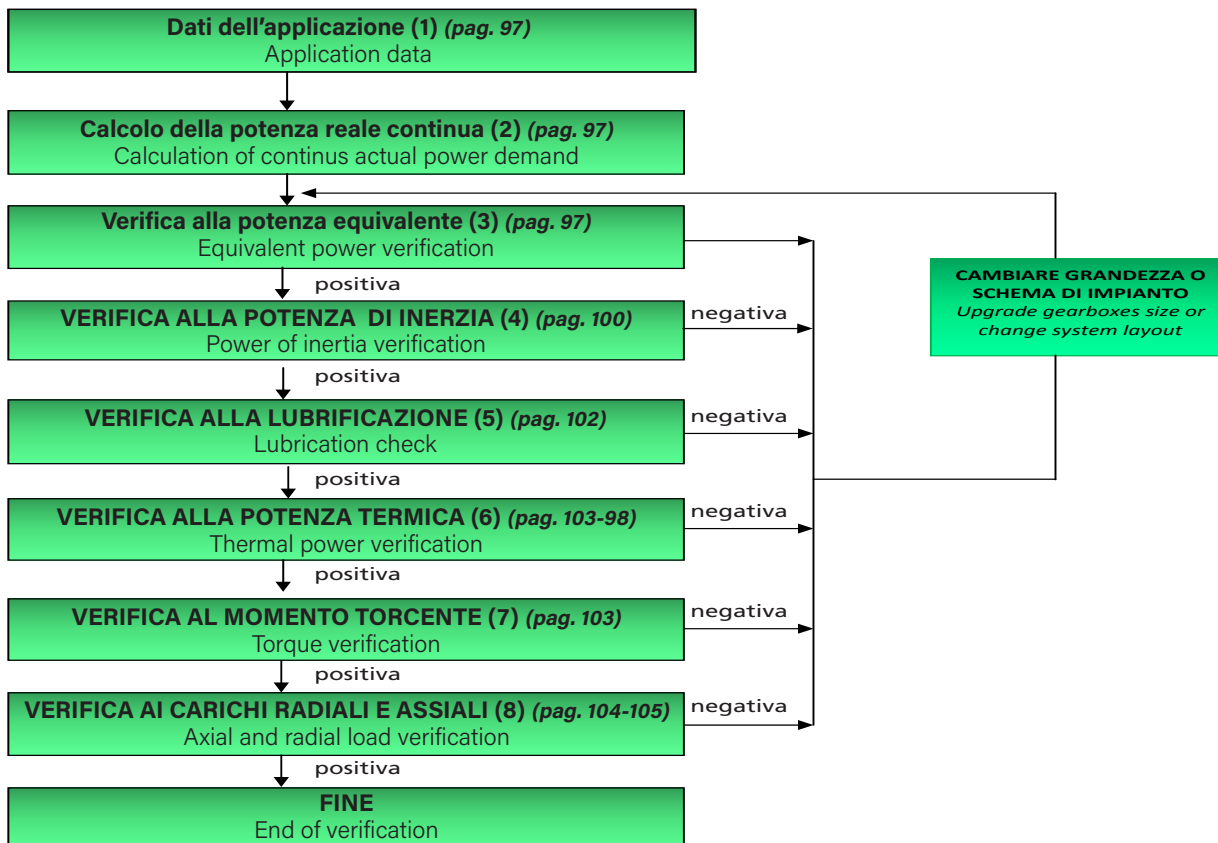 Dati dell'applicazione (1) (pag. 97)
Application data
Calcolo della potenza reale continua (2) (pag. 97)
Calculation of continus actual power demand
Verifica alla potenza equivalente (3) (pag. 97)
Equivalent power verification
positiva
CAMBIARE GRANDEZZA O
SCHEMA DI IMPIANTO
Upgrade gearboxes size or
change system layout
VERIFICA ALLA POTENZA DI INERZIA (4) (pag. 100)
Power of inertia verification
negativa
positiva
VERIFICA ALLA LUBRIFICAZIONE (5) (pag. 102)
Lubrication check
negativa
positiva
VERIFICA ALLA POTENZA TERMICA (6) (pag. 103-98)
Thermal power verification
negativa
positiva
VERIFICA AL MOMENTO TORCENTE (7) (pag. 103)
Torque verification
negativa
positiva
VERIFICA AI CARICHI RADIALI E ASSIALI (8) (pag. 104-105)
Axial and radial load verification
negativa
positiva
FINE
End of verification